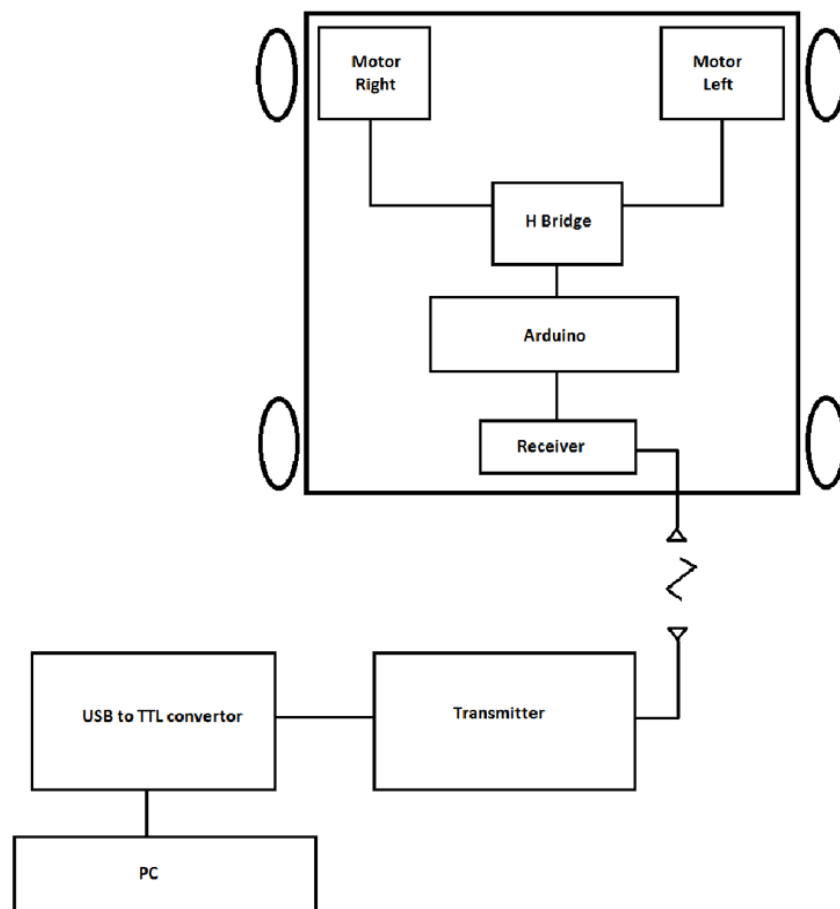 Motor
Right
Motor
Left
H Bridge
Arduino
Receiver
USB to TTL convertor
Transmitter
PC